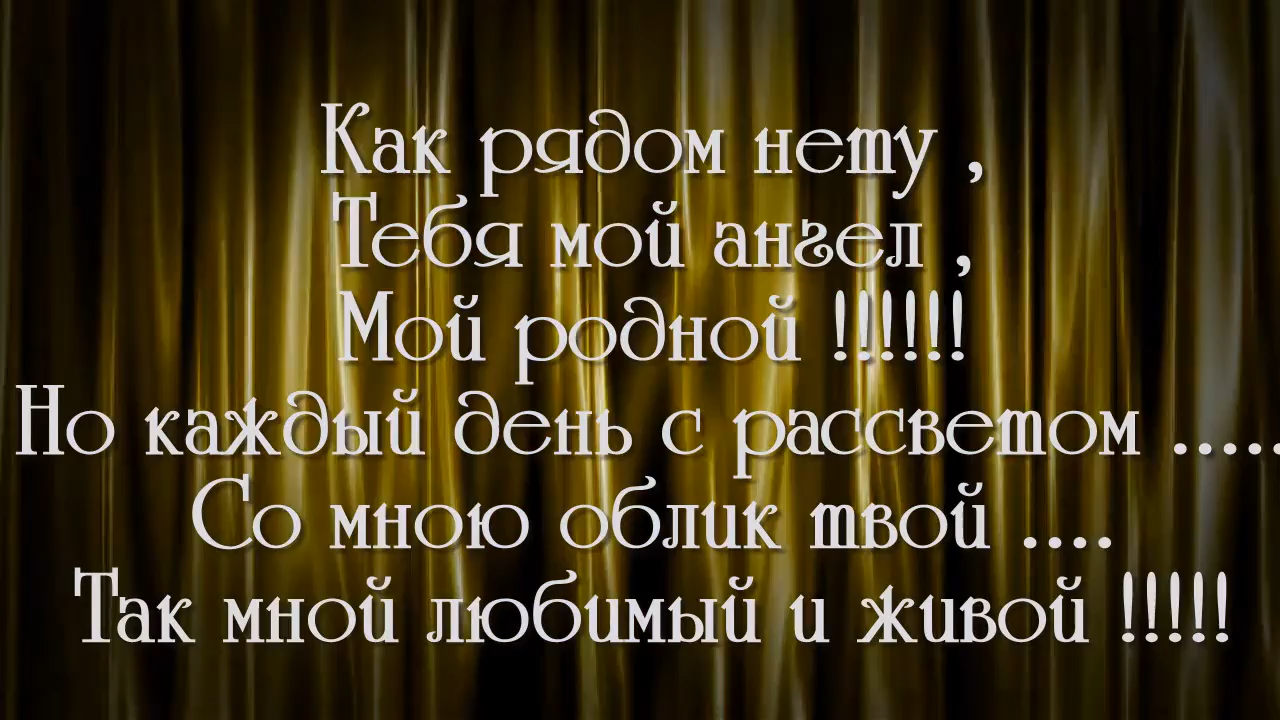 Как рядом нету ,
Тебя мой ангел ,
Мой родной !!!!!!
Но каждый день с рассветом .....
Со мною облик твой ....
Так мной любимый и живой !!!!!